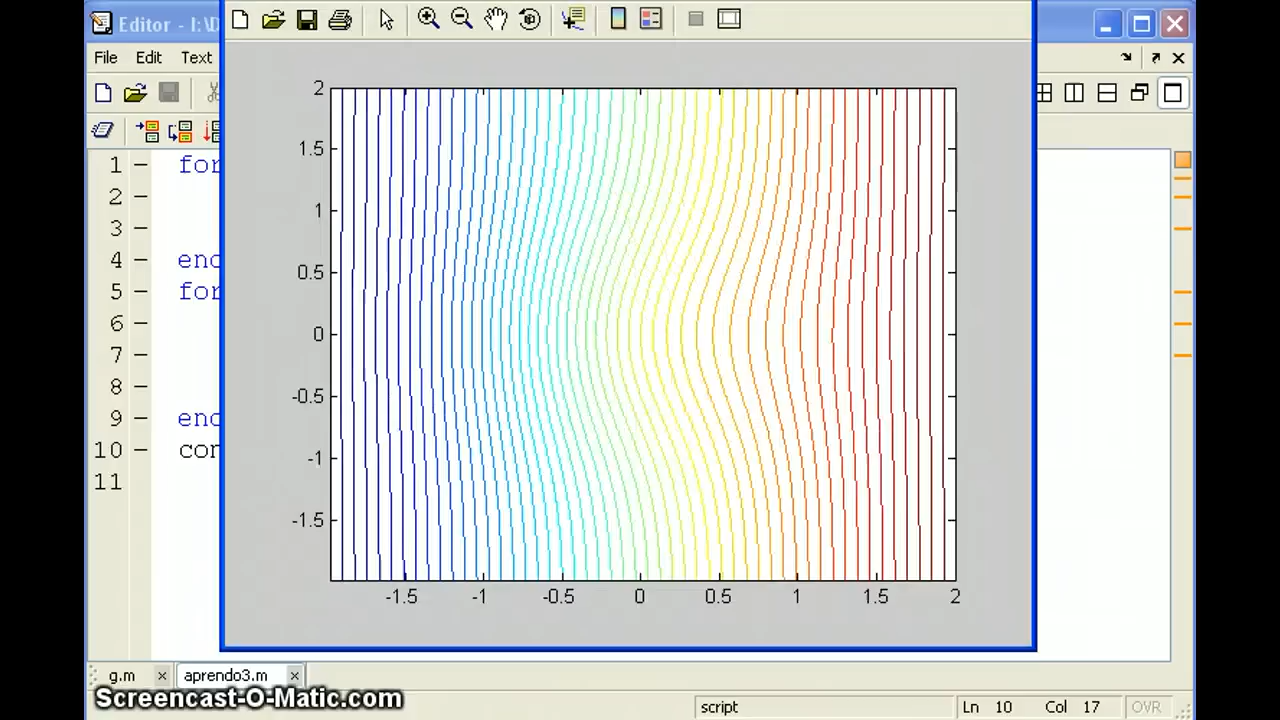 Editor - I:\D
File Edit Text
2
1.5
1
0.5
0
-0.5
-1
-1.5
-1.5 -1 -0.5 0 0.5 1 1.5 2
1 — for
2 —
3 —
4 — end
5 — for
6 —
7 —
8 —
9 — end
10 — con
11
g.m aprendo3.m
Screencast-O-Matic.com
script Ln 10 Col 17 OVR